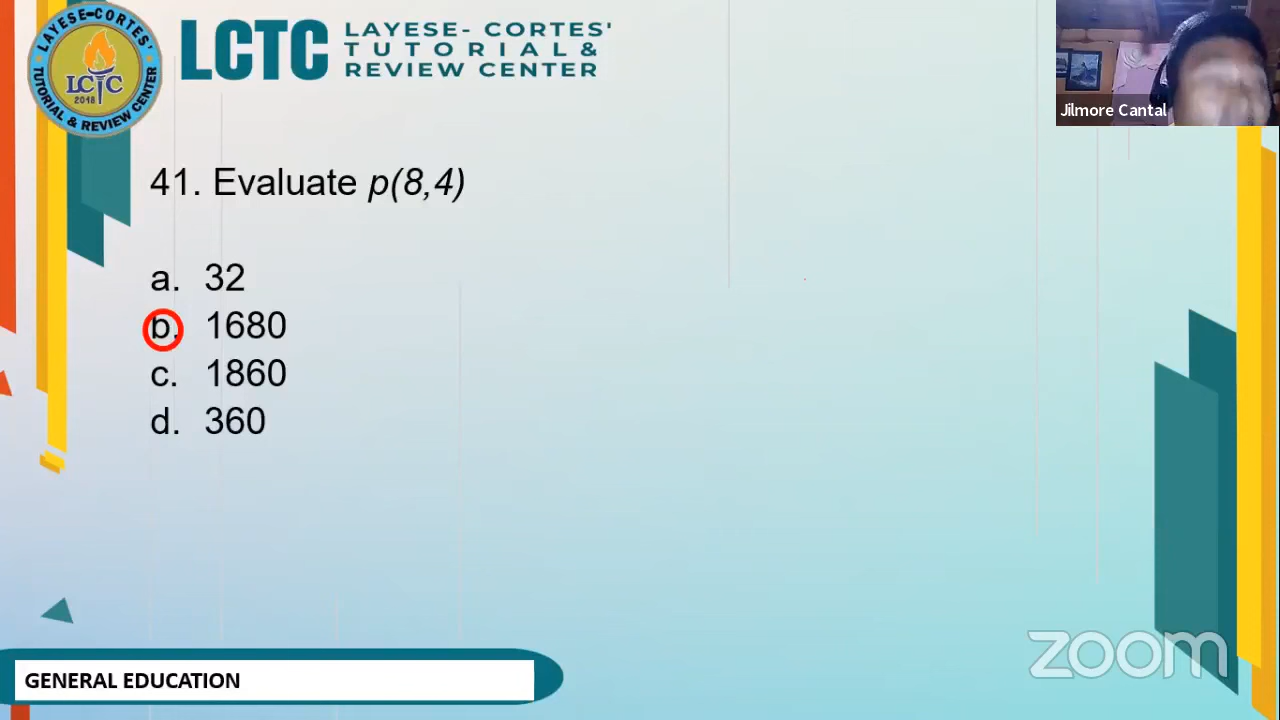 LAYESE-CORTES'
TUTORIAL & REVIEW CENTER
LCTC
2018
LCTC
LAYESE- CORTES'
TUTORIAL &
REVIEW CENTER
Jilmore Cantal
41. Evaluate p(8,4)
a. 32
b. 1680
c. 1860
d. 360
zoom
GENERAL EDUCATION